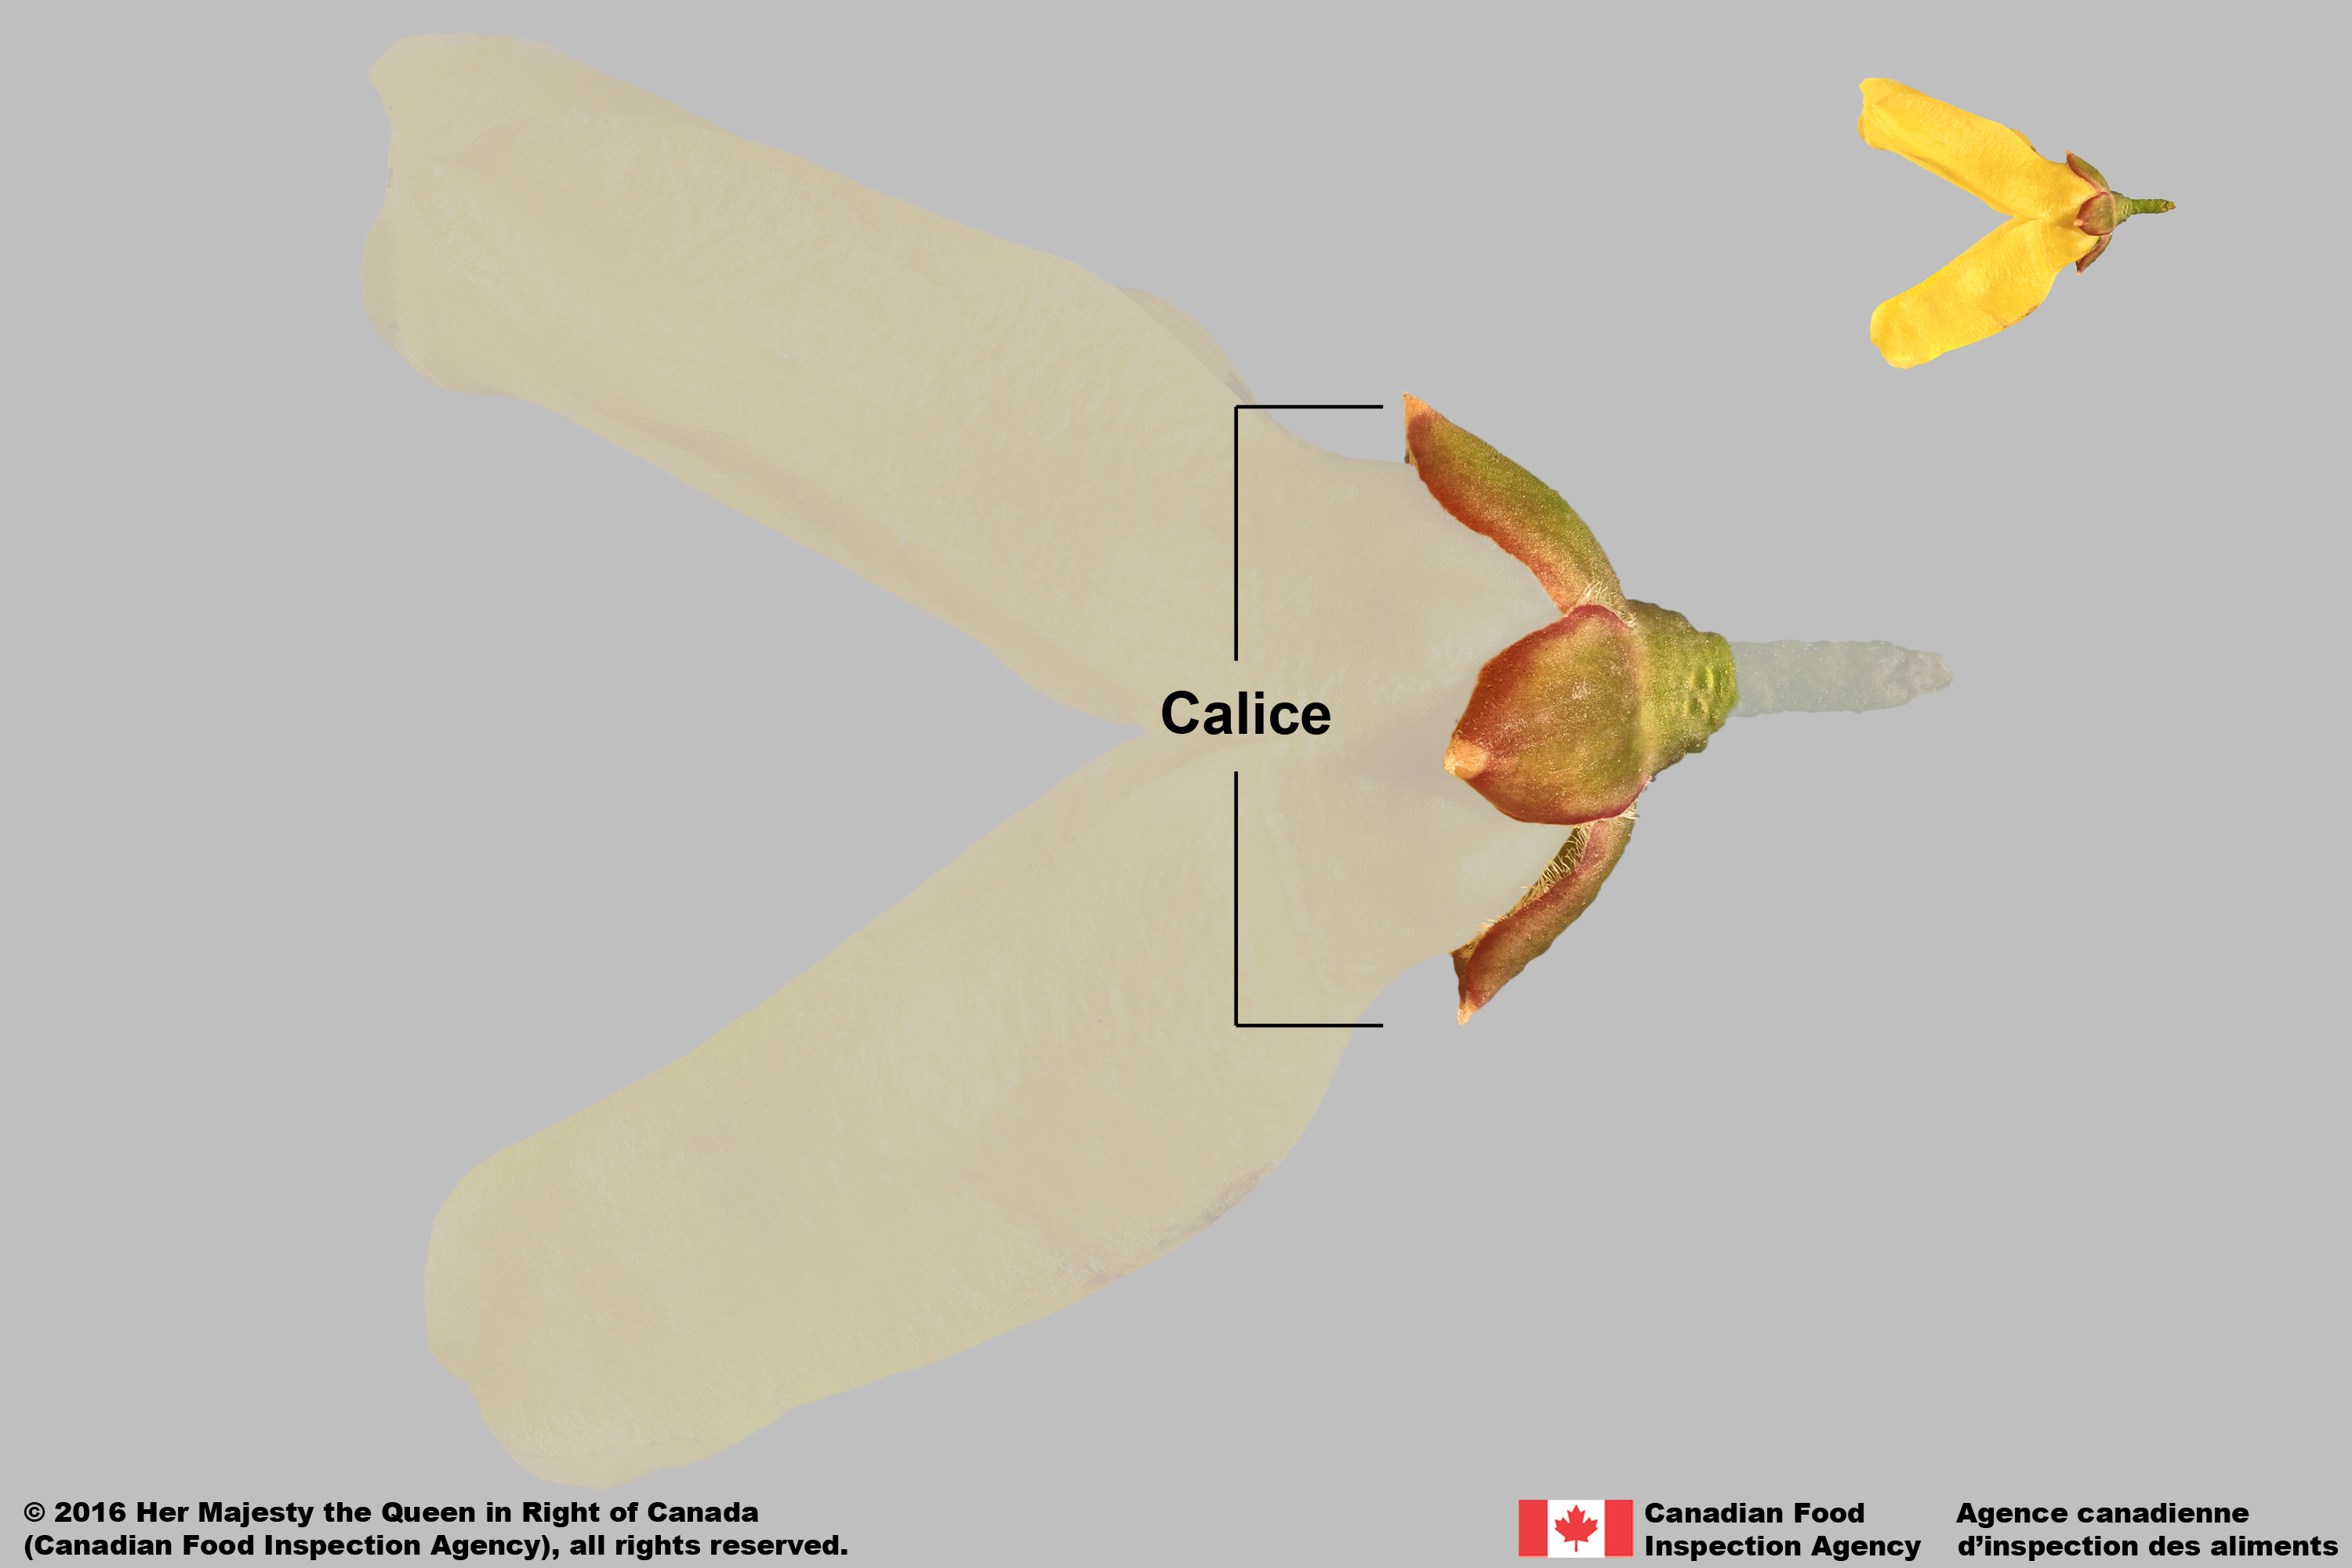 Calice
© 2016 Her Majesty the Queen in Right of Canada
(Canadian Food Inspection Agency), all rights reserved.
Canadian Food
Inspection Agency
Agence canadienne
d’inspection des aliments